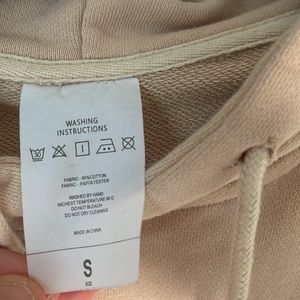 WASHING
INSTRUCTIONS
30
FABRIC : 95%COTTON
FABRIC : 5%POLYESTER
WASHED BY HAND
HIGHEST TEMPERATURE
DO NOT BLEACH
DO NOT DRY CLEANING
MADE IN CHINA
S
SIZE